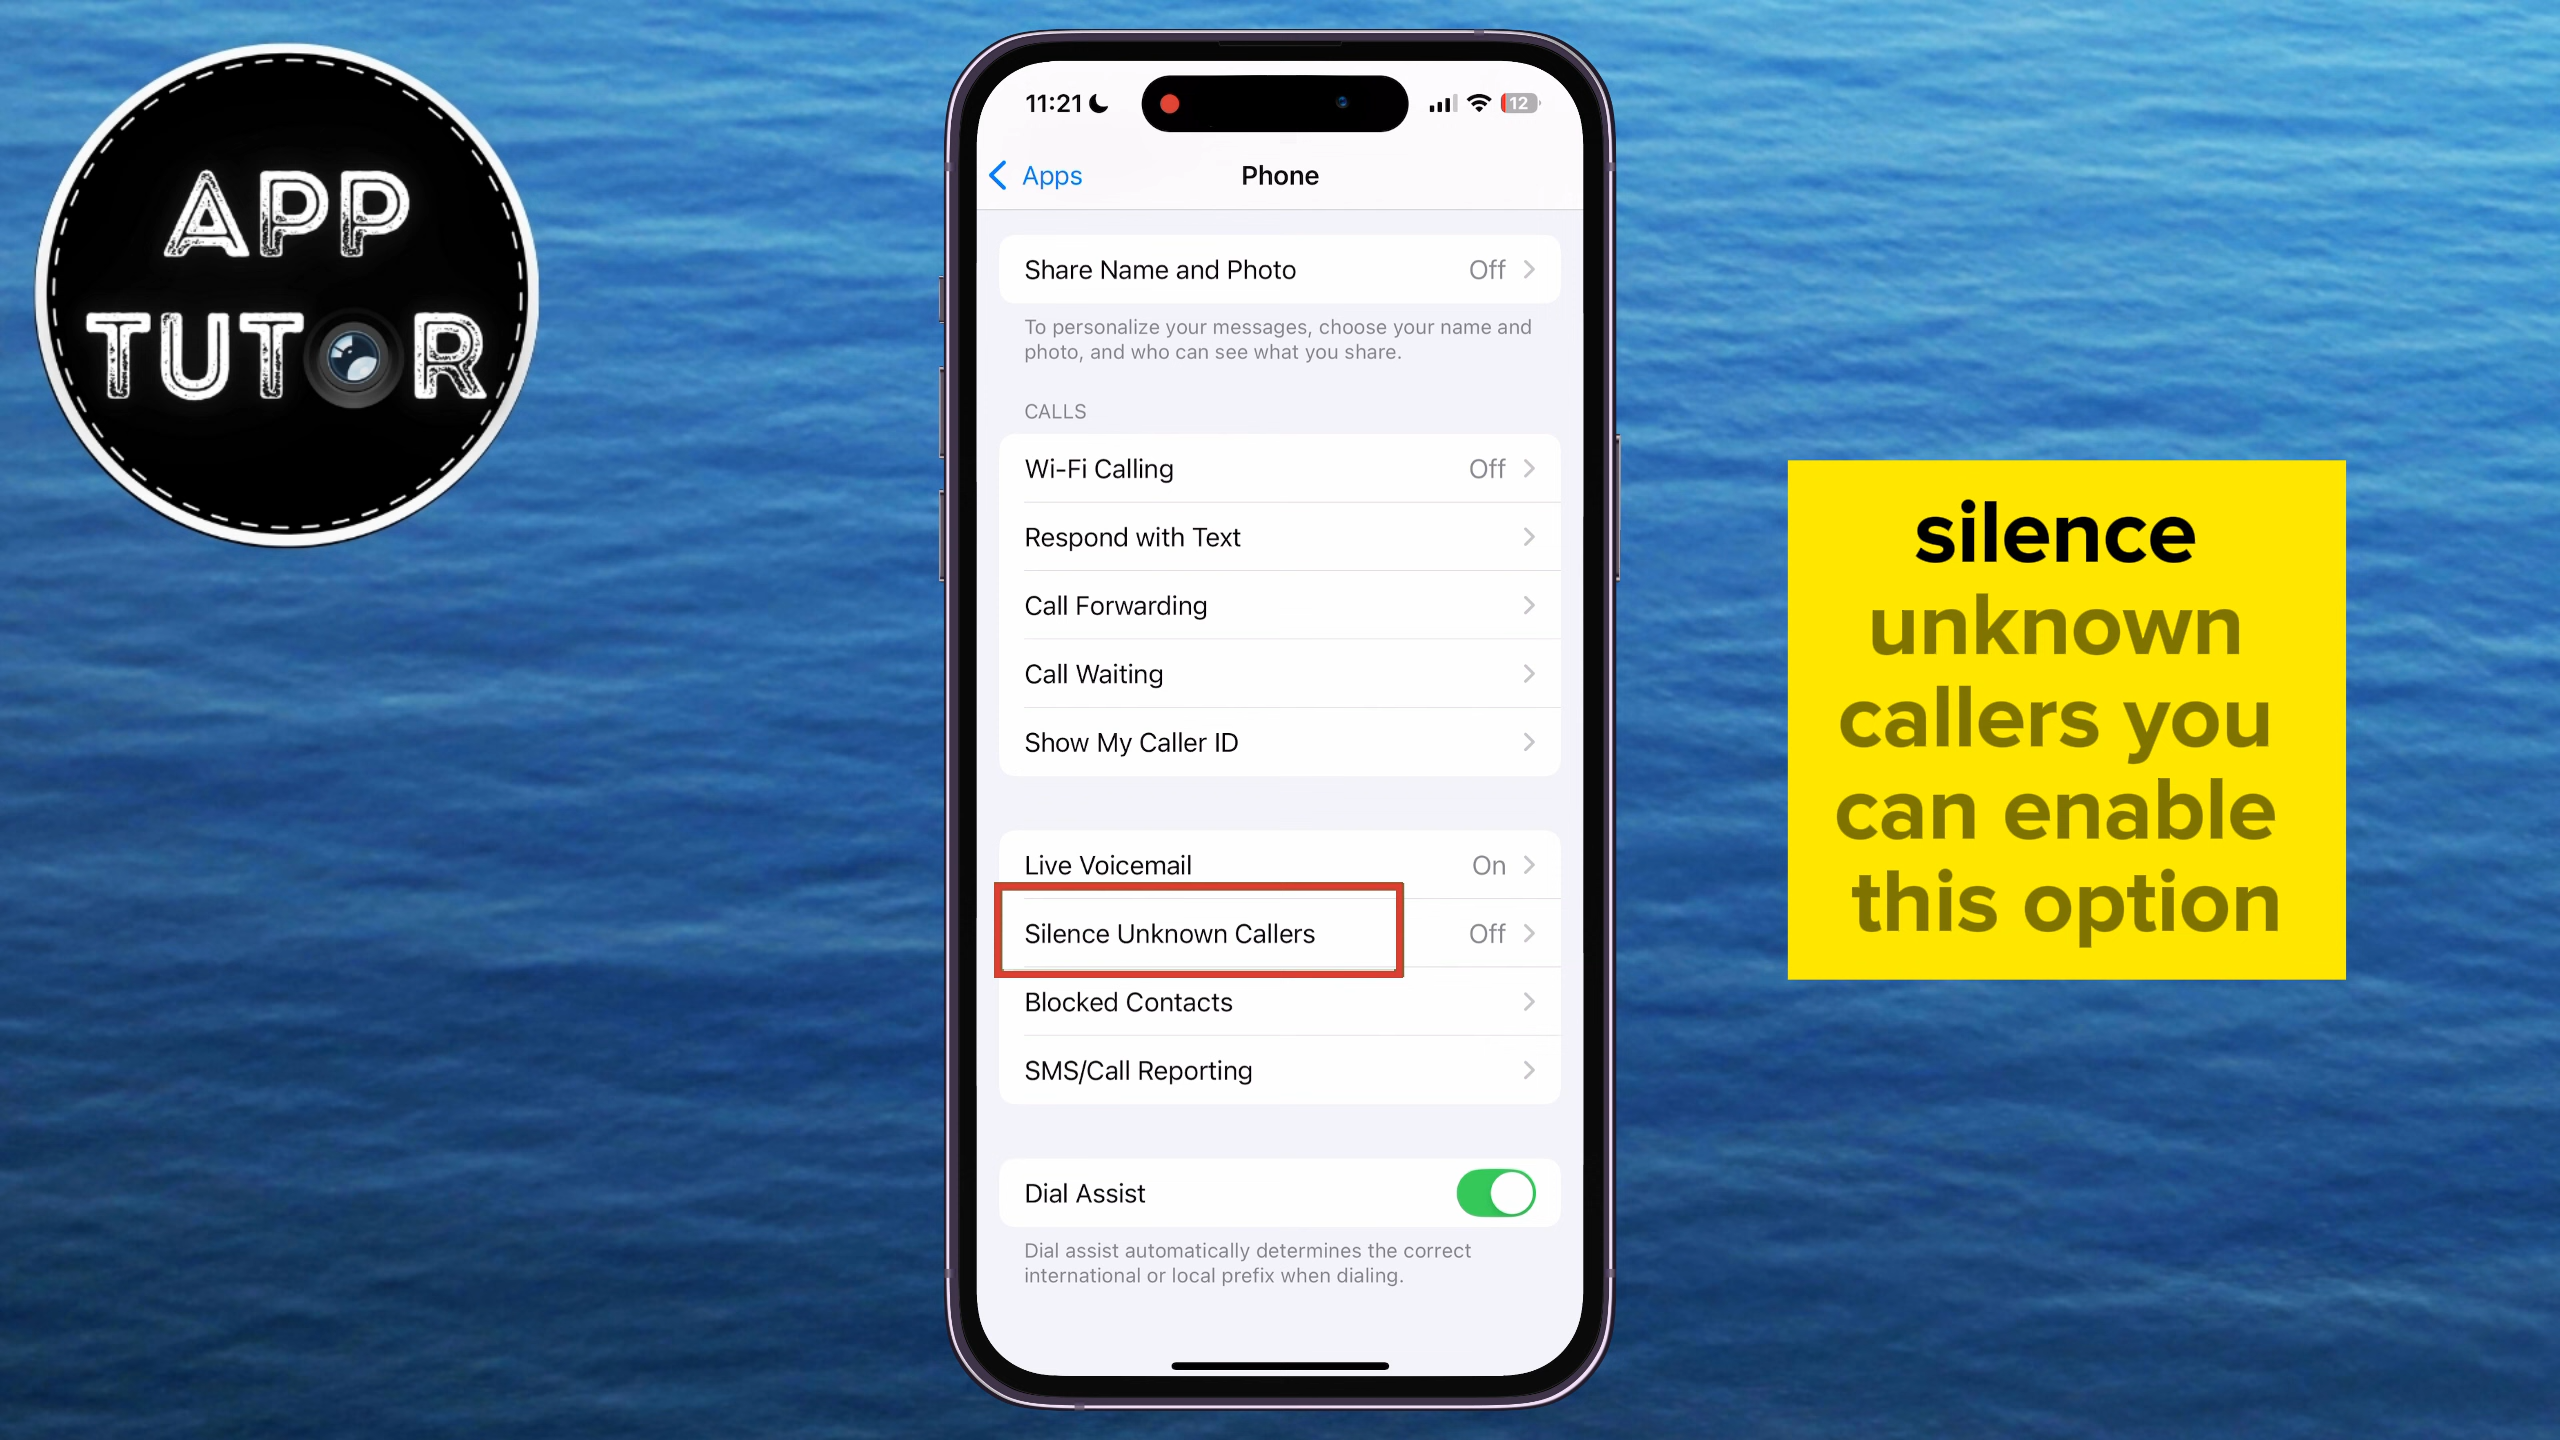 APP
TUTOR
11:21
12
Apps
Phone
Share Name and Photo
Off
To personalize your messages, choose your name and
photo, and who can see what you share.
CALLS
Wi-Fi Calling
Off
Respond with Text
Call Forwarding
Call Waiting
Show My Caller ID
Live Voicemail
On
Silence Unknown Callers
Off
Blocked Contacts
SMS/Call Reporting
Dial Assist
Dial assist automatically determines the correct
international or local prefix when dialing.
silence
unknown
callers you
can enable
this option